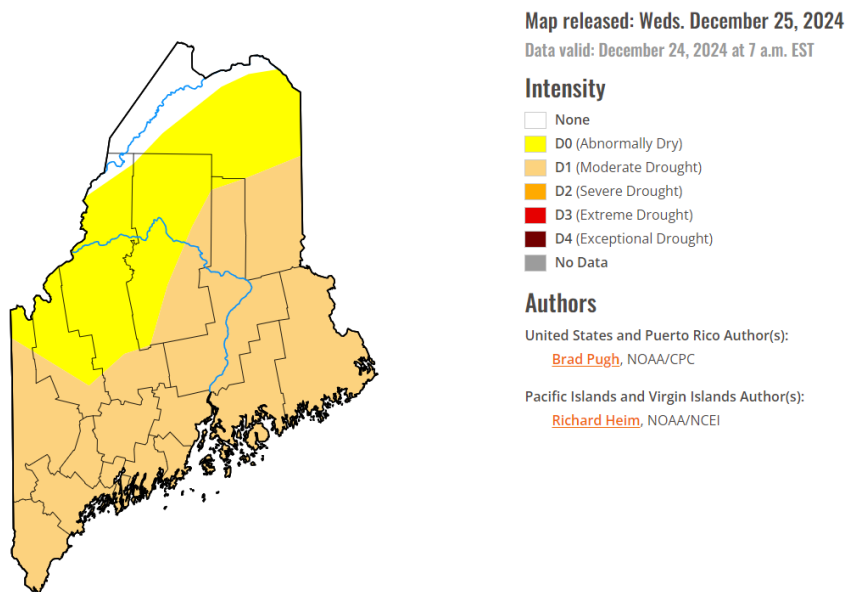 Map released: Weds. December 25, 2024
Data valid: December 24, 2024 at 7 a.m. EST
Intensity
None
D0 (Abnormally Dry)
D1 (Moderate Drought)
D2 (Severe Drought)
D3 (Extreme Drought)
D4 (Exceptional Drought)
No Data
Authors
United States and Puerto Rico Author(s):
Brad Pugh, NOAA/CPC
Pacific Islands and Virgin Islands Author(s):
Richard Heim, NOAA/NCEI